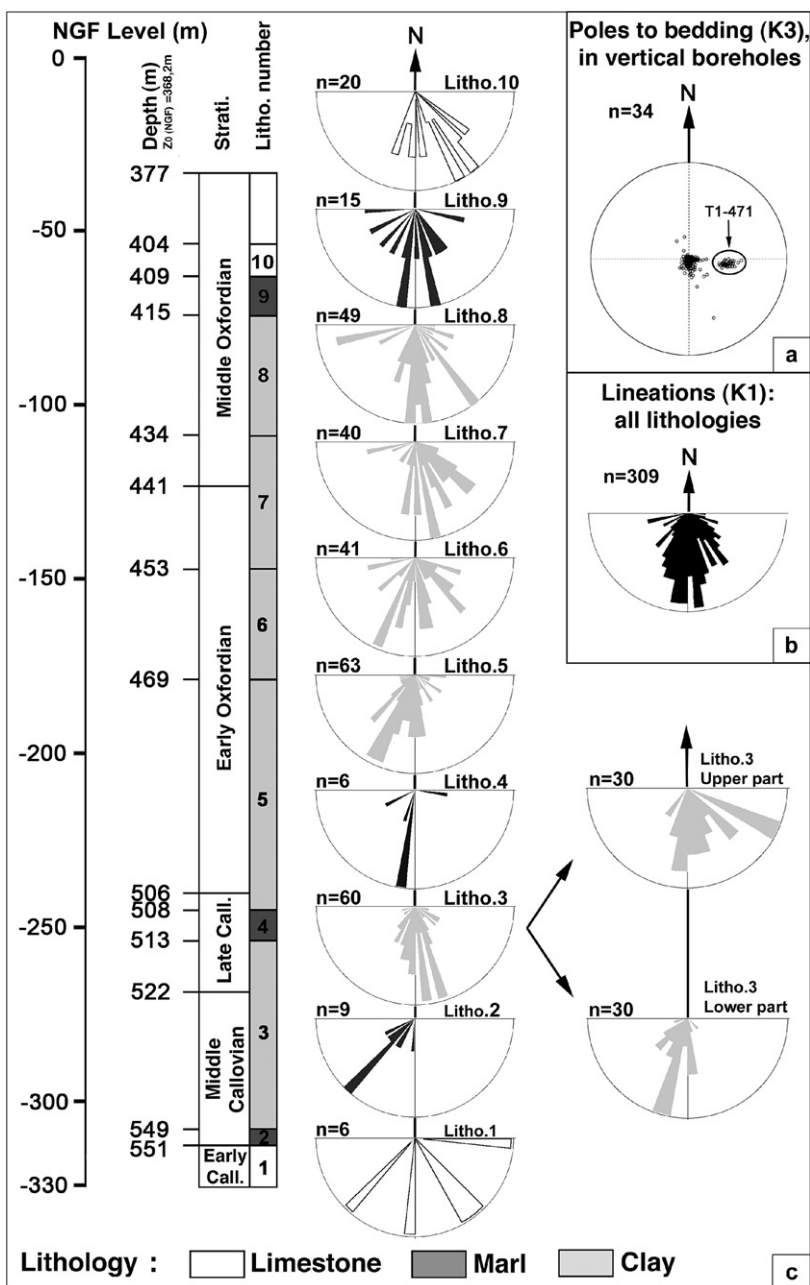 NGF Level (m)
0
-50
-100
-150
-200
-250
-300
-330
Depth (m)
Z0 (NGF) =368,2m
Strati.
Litho. number
377
404
409
415
434
441
453
469
506
508
513
522
549
551
Middle Oxfordian
Early Oxfordian
Late Call.
Middle
Callovian
Early
Call.
10
9
8
7
6
5
4
3
2
1
N
n=20 Litho.10
n=15 Litho.9
n=49 Litho.8
n=40 Litho.7
n=41 Litho.6
n=63 Litho.5
n=6 Litho.4
n=60 Litho.3
n=9 Litho.2
n=6 Litho.1
Poles to bedding (K3),
in vertical boreholes
N
n=34
T1-471
a
Lineations (K1):
all lithologies
N
n=309
b
Litho.3
Upper part
n=30
Litho.3
Lower part
n=30
Lithology : Limestone Marl Clay
c